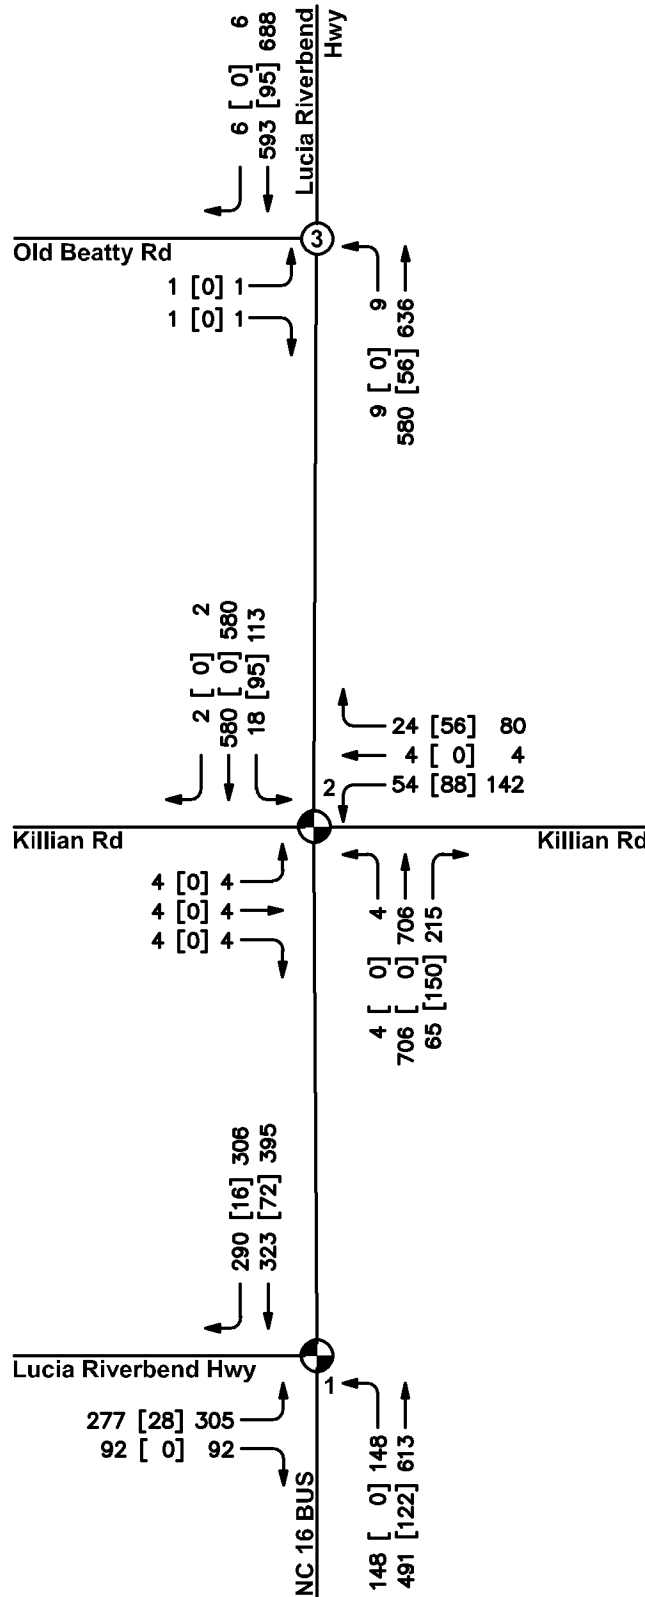 6 [ 0] 6
593 [95] 688
Lucia Riverbend
Hwy
3
Old Beatty Rd
1 [0] 1
1 [0] 1
9 [ 0] 9
580 [56] 636
2 [ 0] 2
580 [ 0] 580
18 [95] 113
24 [56] 80
4 [ 0] 4
54 [88] 142
2
Killian Rd
Killian Rd
4 [0] 4
4 [0] 4
4 [0] 4
4 [ 0] 4
706 [ 0] 706
65 [150] 215
290 [16] 306
323 [72] 395
Lucia Riverbend Hwy
1
277 [28] 305
92 [ 0] 92
NC 16 BUS
148 [ 0] 148
491 [122] 613